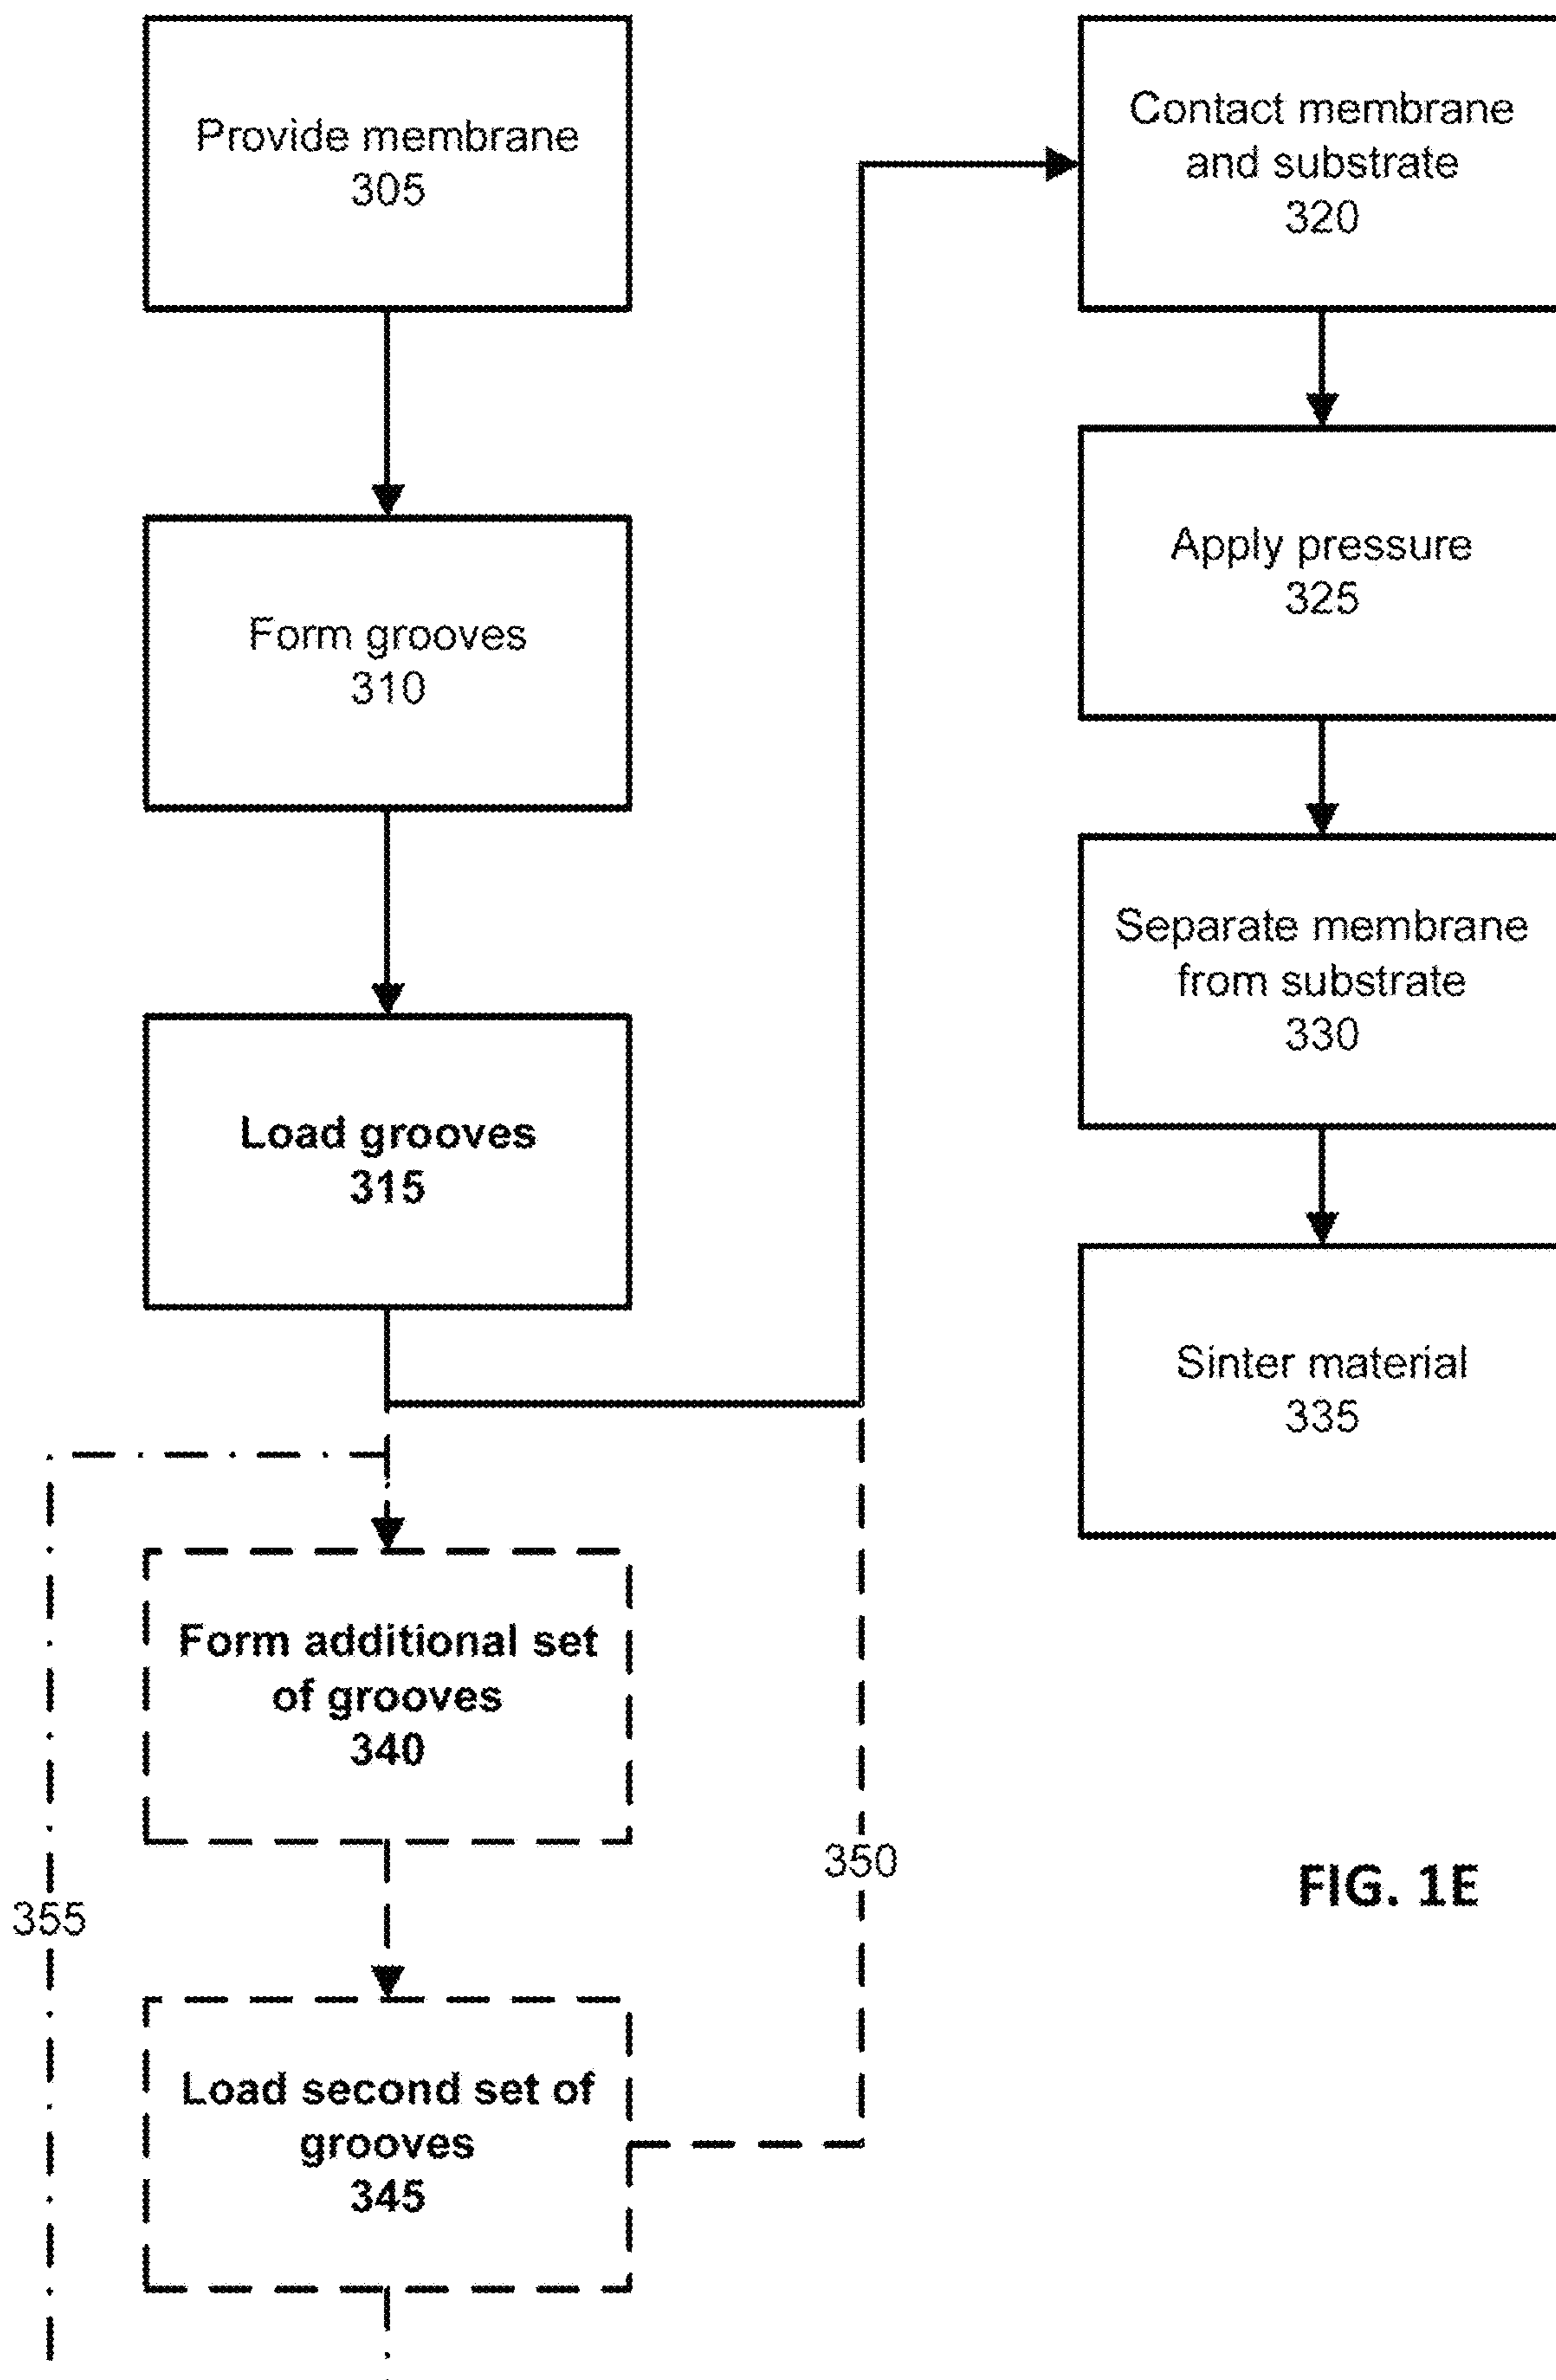 Provide membrane
305
Form grooves
310
Load grooves
315
Form additional set
of grooves
340
Load second set of
grooves
345
355
350
Contact membrane
and substrate
320
Apply pressure
325
Separate membrane
from substrate
330
Sinter material
335
FIG. 1E